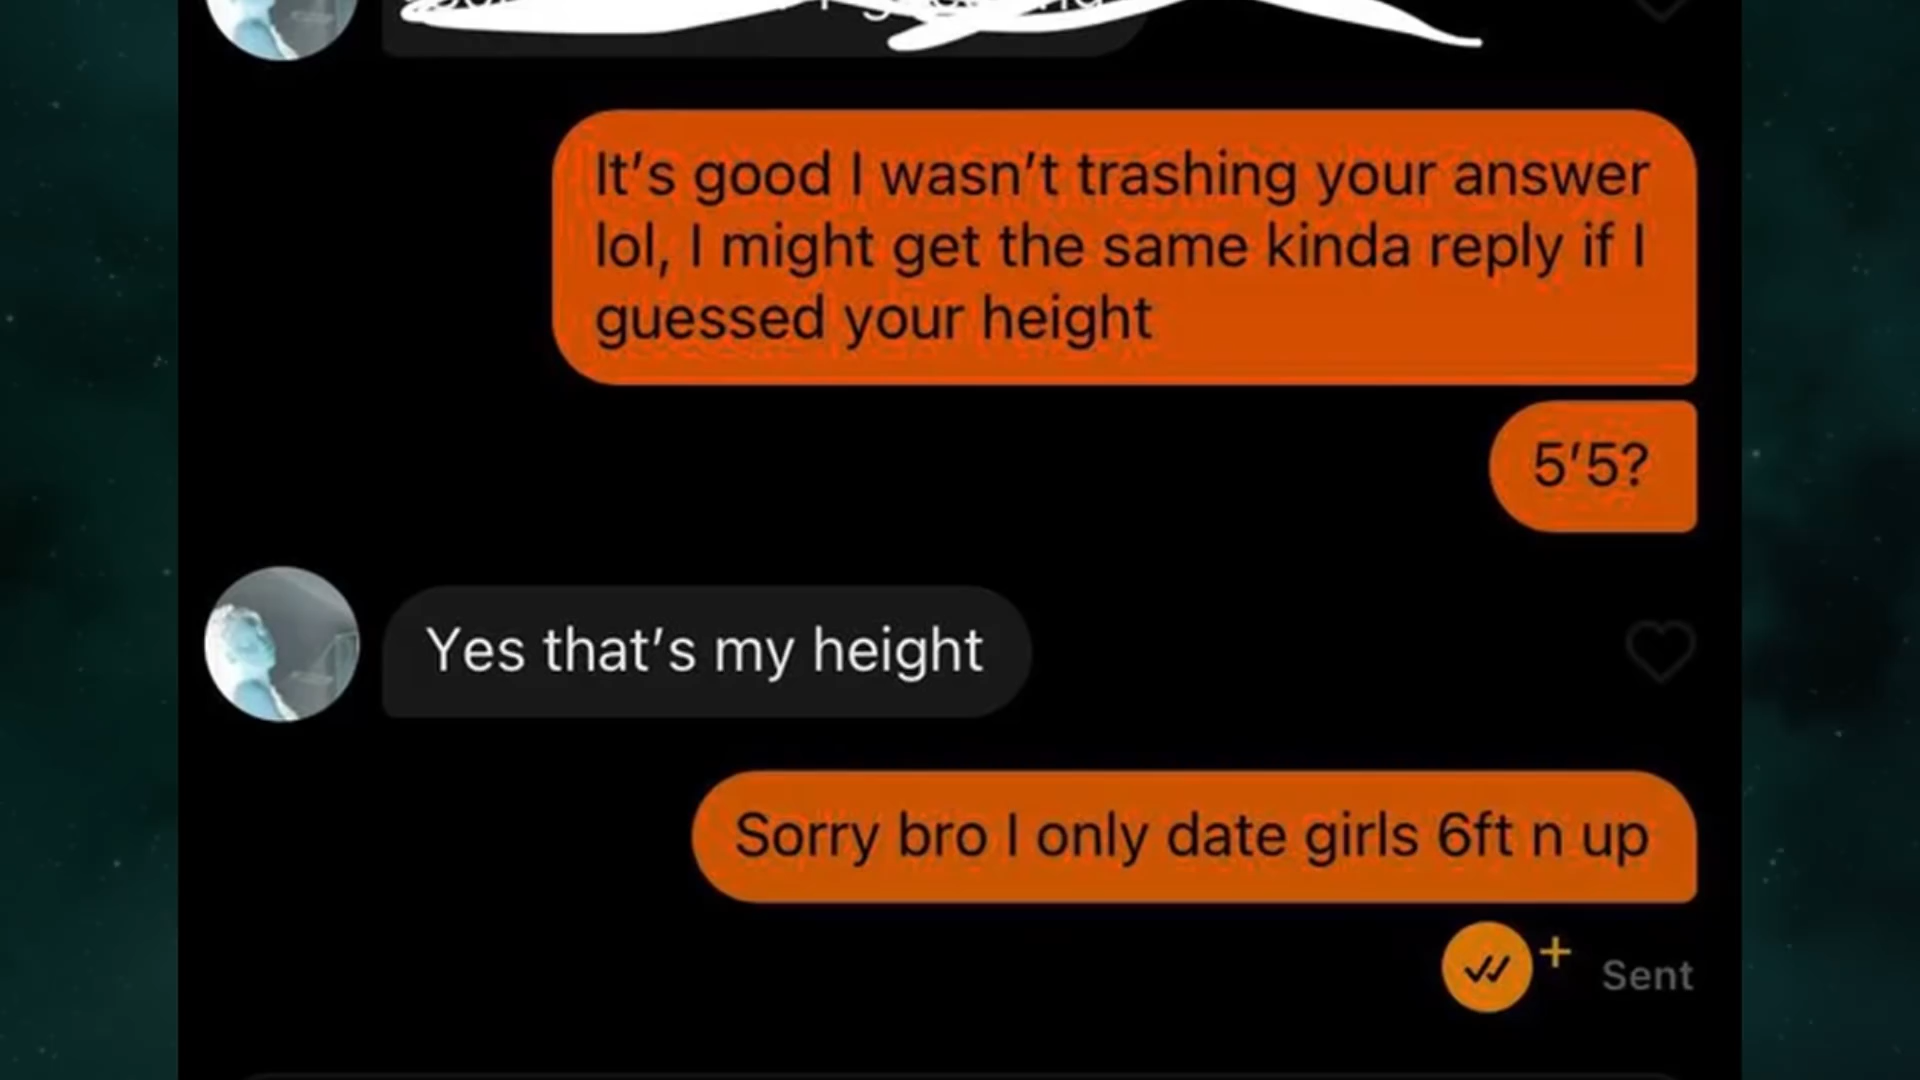 It's good I wasn't trashing your answer
lol, I might get the same kinda reply if I
guessed your height
5'5?
Yes that's my height
Sorry bro I only date girls 6ft n up
Sent